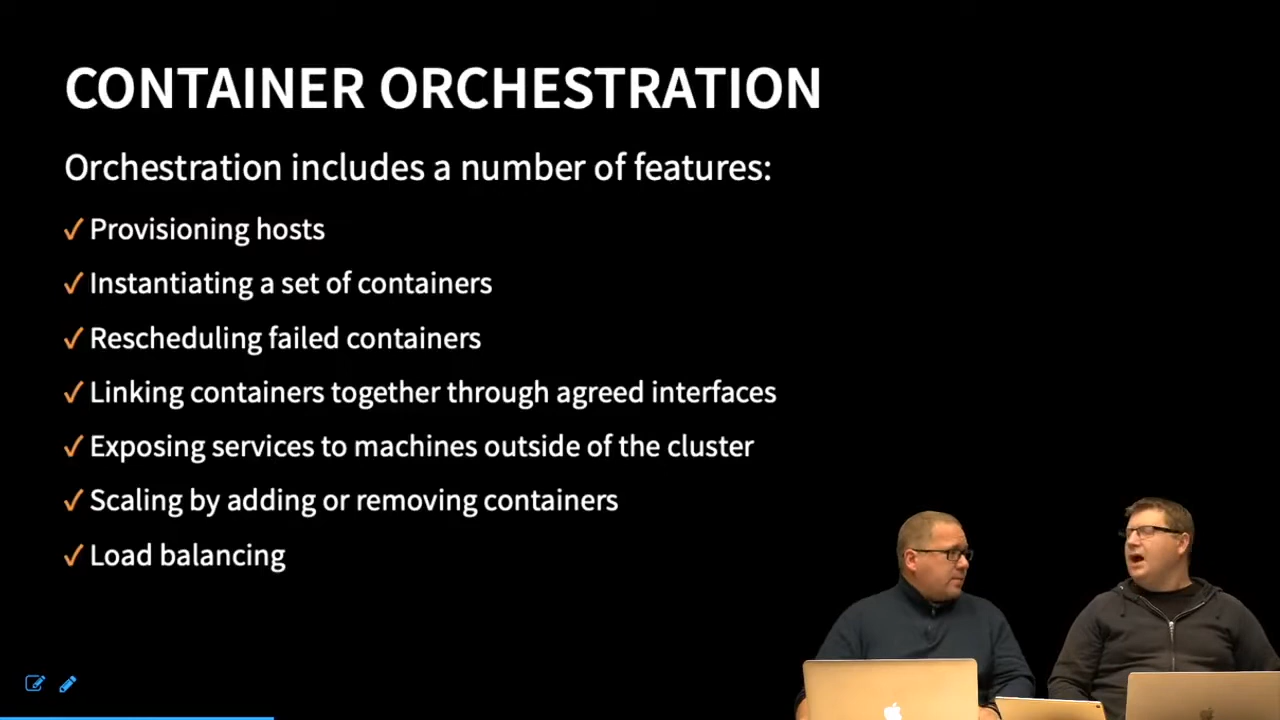 CONTAINER ORCHESTRATION
Orchestration includes a number of features:
✓ Provisioning hosts
✓ Instantiating a set of containers
✓ Rescheduling failed containers
✓ Linking containers together through agreed interfaces
✓ Exposing services to machines outside of the cluster
✓ Scaling by adding or removing containers
✓ Load balancing